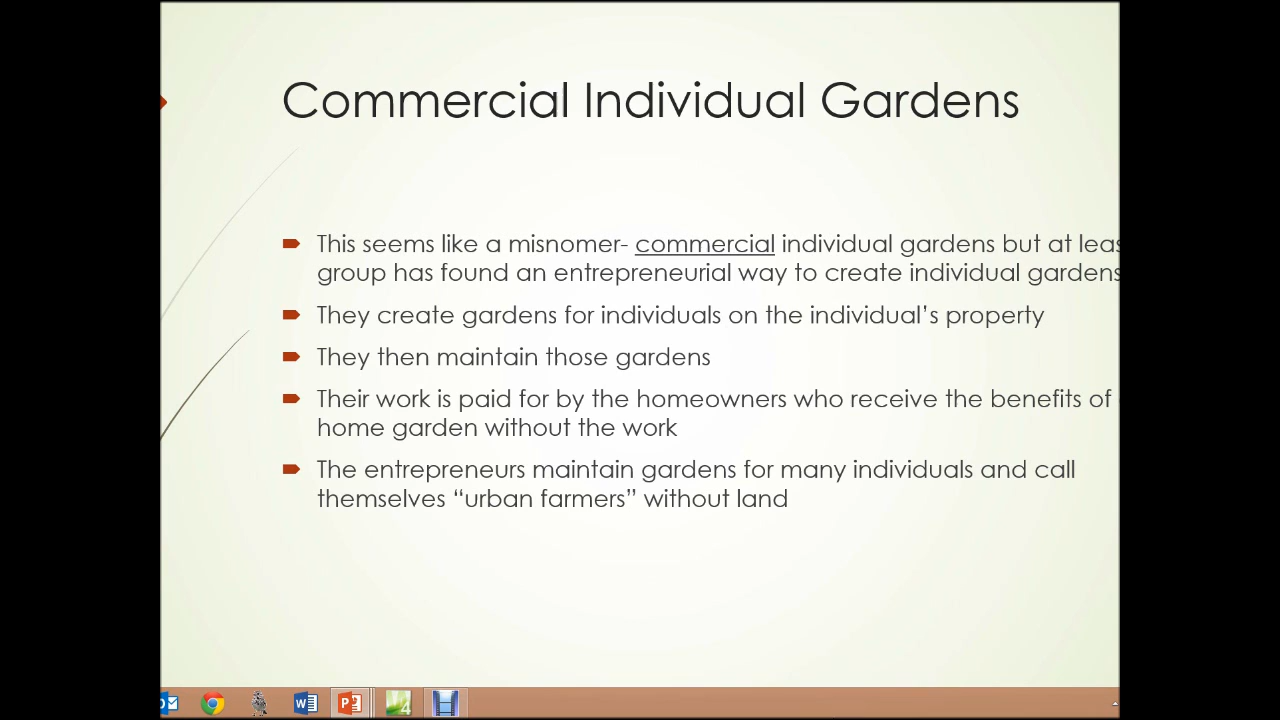 Commercial Individual Gardens
This seems like a misnomer- commercial individual gardens but at
group has found an entrepreneurial way to create individual gardens
They create gardens for individuals on the individual's property
They then maintain those gardens
Their work is paid for by the homeowners who receive the benefits of
home garden without the work
The entrepreneurs maintain gardens for many individuals and call
themselves “urban farmers” without land